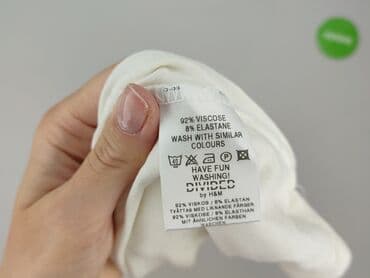 92% VISCOSE
8% ELASTANE
WASH WITH SIMILAR
COLOURS
HAVE FUN
WASHING!
DIVIDED
by H&M
92% VISKOS / 8% ELASTAN
TVÄTTAS MED LIKNANDE FÄRGER
92% VISKOSE / 8% ELASTHAN
MIT ÄHNLICHEN FARBEN
WASCHEN